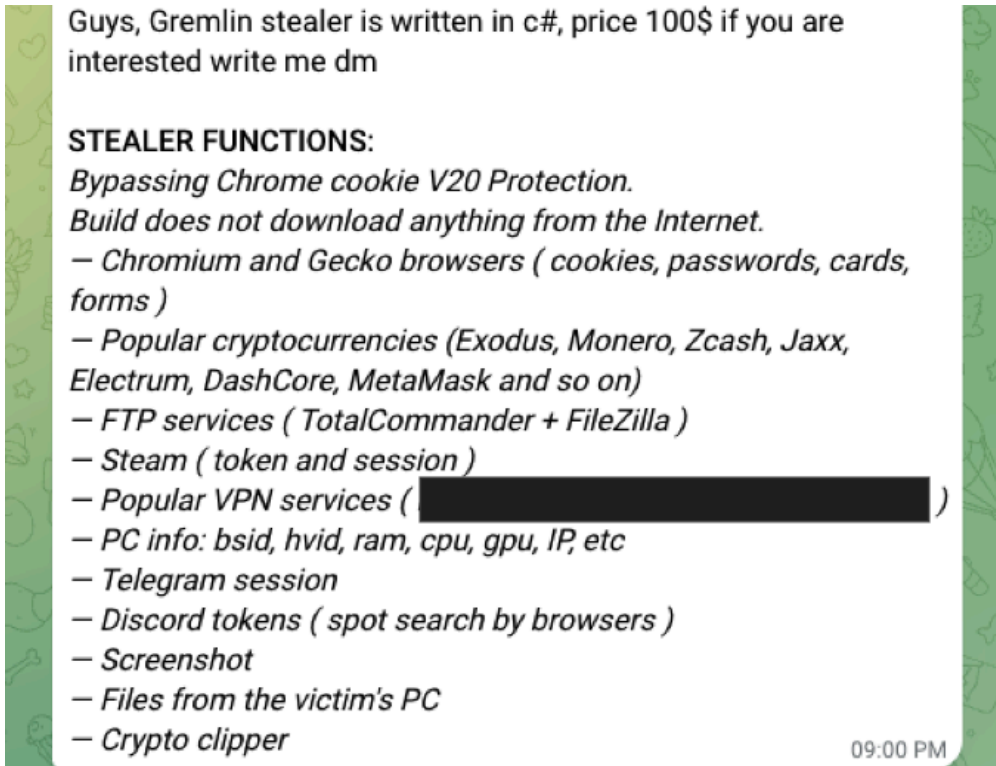 Guys, Gremlin stealer is written in c#, price 100$ if you are
interested write me dm
STEALER FUNCTIONS:
Bypassing Chrome cookie V20 Protection.
Build does not download anything from the Internet.
— Chromium and Gecko browsers ( cookies, passwords, cards,
forms )
— Popular cryptocurrencies (Exodus, Monero, Zcash, Jaxx,
Electrum, DashCore, MetaMask and so on)
— FTP services ( TotalCommander + FileZilla )
— Steam ( token and session )
— Popular VPN services ( )
— PC info: bsid, hvid, ram, cpu, gpu, IP, etc
— Telegram session
— Discord tokens ( spot search by browsers )
— Screenshot
— Files from the victim's PC
— Crypto clipper
09:00 PM